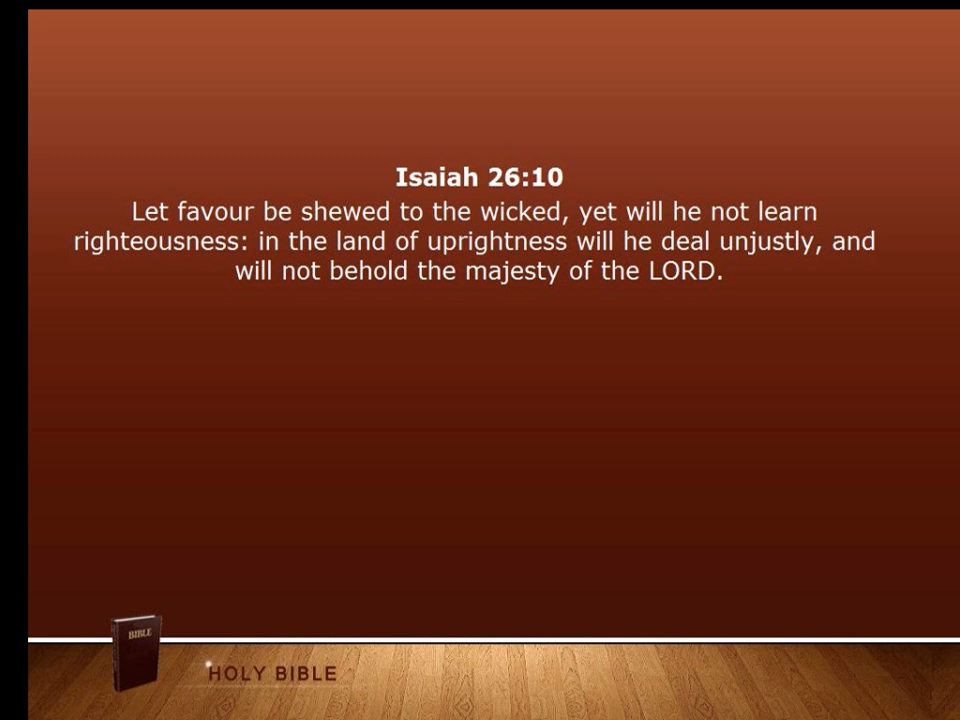 Isaiah 26:10
Let favour be shewed to the wicked, yet will he not learn
righteousness: in the land of uprightness will he deal unjustly, and
will not behold the majesty of the LORD.
BIBLE
HOLY BIBLE